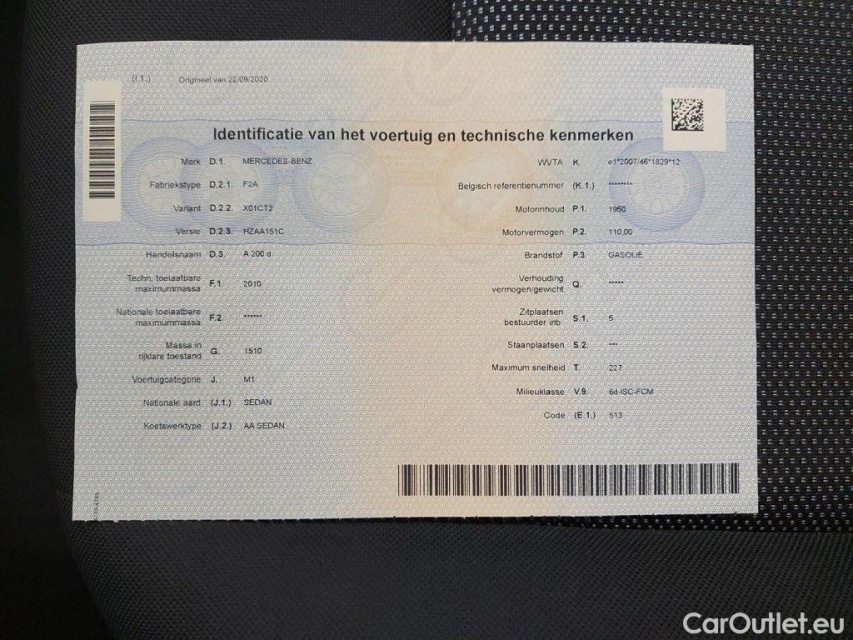 (I.1.) Origineel van 22/09/2020
Identificatie van het voertuig en technische kenmerken
Merk D.1. MERCEDES-BENZ
Fabriekstype D.2.1. F2A
Variant D.2.2. X01CT2
Versie D.2.3. HZAA151C
Handelsnaam D.3. A 200 d
Techn. toelaatbare
maximummassa F.1. 2010
Nationale toelaatbare
maximummassa F.2. ******
Massa in
rijklare toestand G. 1510
Voertuigcategorie J. M1
Nationale aard (J.1.) SEDAN
Koetswerktype (J.2.) AA SEDAN
WVTA K. e1*2007/46*1829*12
Belgisch referentienummer (K.1.) ********
Motorinhoud P.1. 1950
Motorvermogen P.2. 110,00
Brandstof P.3. GASOLIE
Verhouding
vermogen/gewicht Q. *****
Zitplaatsen
bestuurder inb. S.1. 5
Staanplaatsen S.2. ***
Maximum snelheid T. 227
Milieuklasse V.9. 6d-ISC-FCM
Code (E.1.) 513
CarOutlet.eu